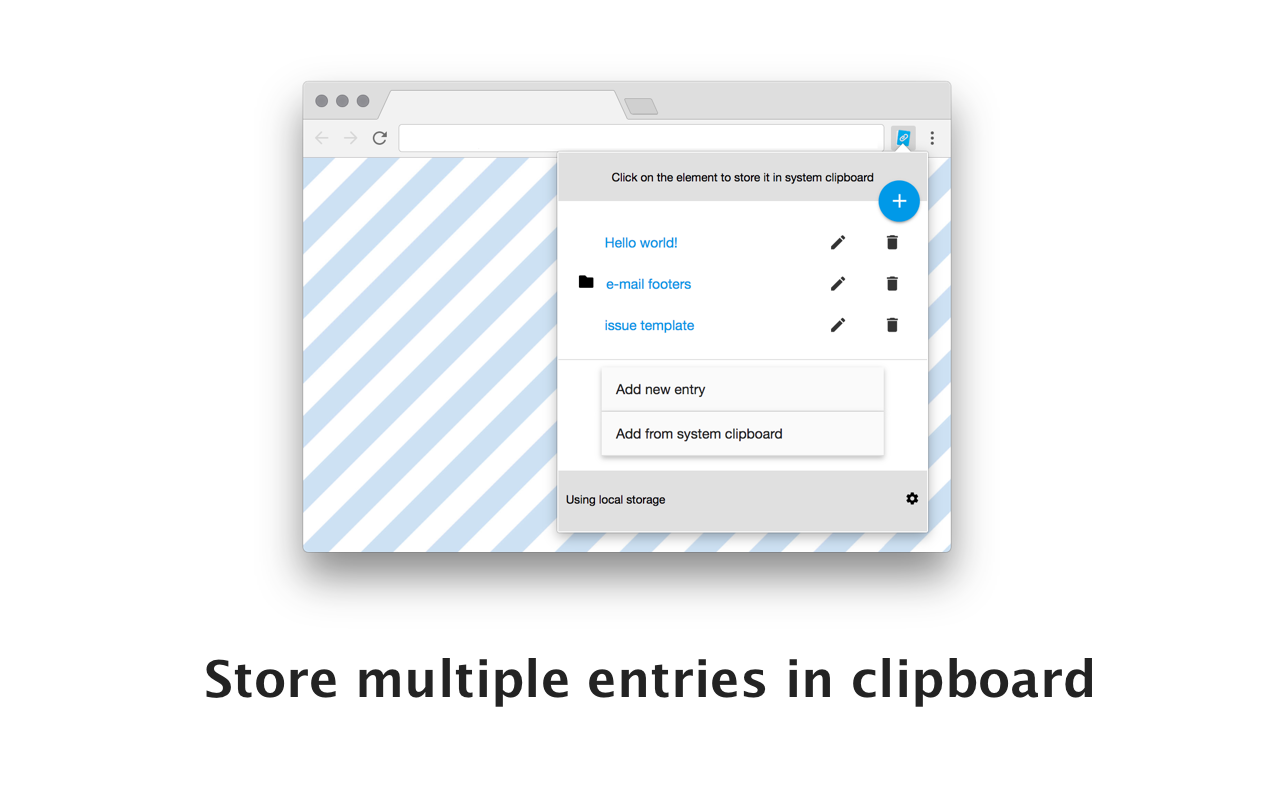 Click on the element to store it in system clipboard
Hello world!
e-mail footers
issue template
Add new entry
Add from system clipboard
Using local storage
Store multiple entries in clipboard